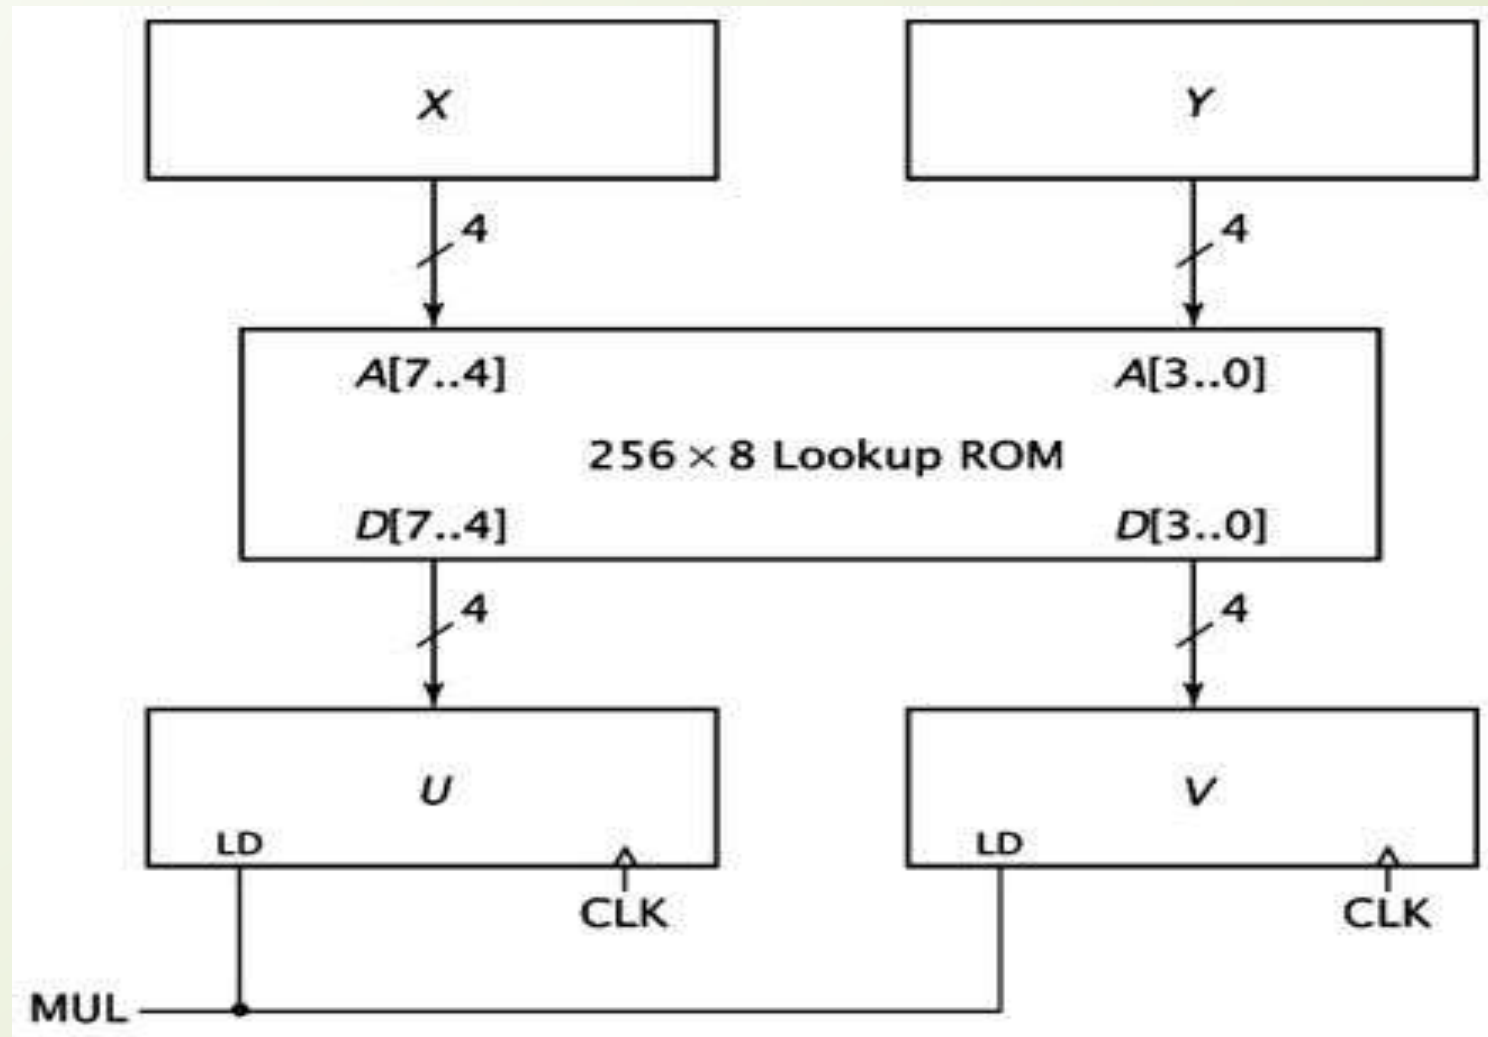 X Y
4 4
A[7..4] A[3..0]
256 × 8 Lookup ROM
D[7..4] D[3..0]
4 4
U V
LD LD
CLK CLK
MUL